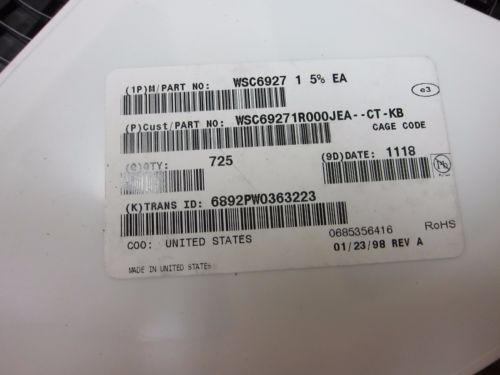 (1P)M/PART NO: WSC6927 1 5% EA
e3
(P)Cust/PART NO: WSC69271R000JEA--CT-KB
CAGE CODE
(Q)QTY: 725
(9D)DATE: 1118
(K)TRANS ID: 6892PW0363223
COO: UNITED STATES
0685356416 RoHS
01/23/98 REV A
MADE IN UNITED STATES